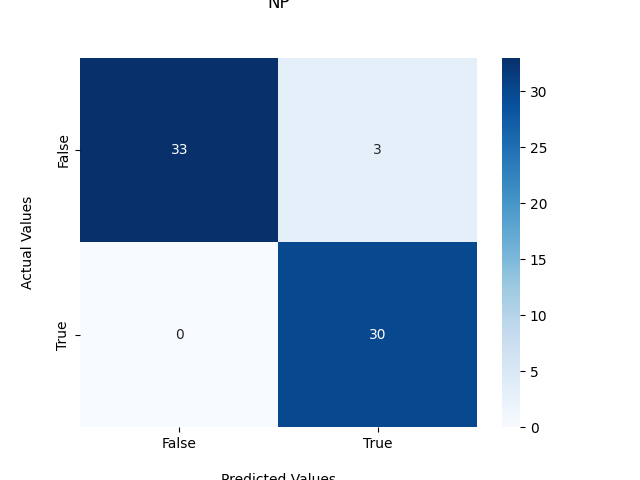 NP
False
33
3
True
0
30
Actual Values
False
True
Predicted Values
30
25
20
15
10
5
0